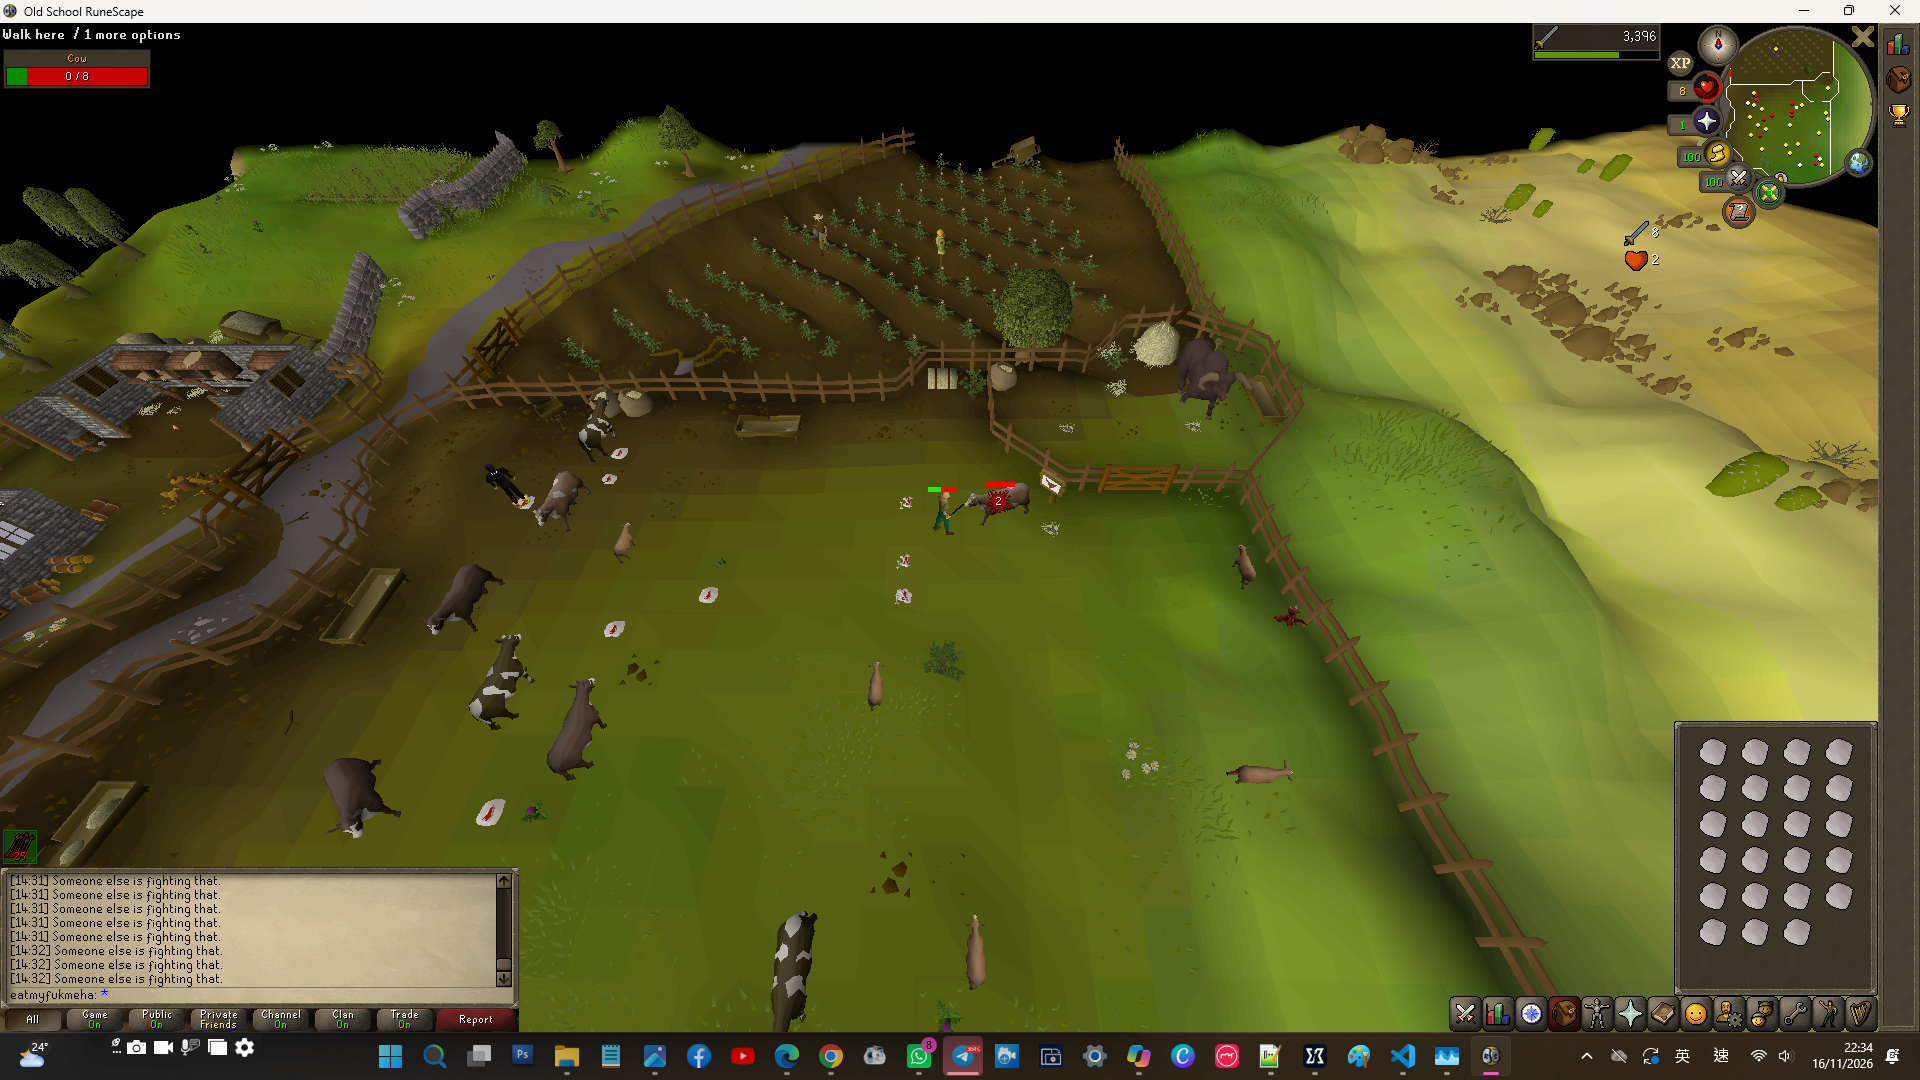 Old School RuneScape
Walk here / 1 more options
Cow
0 / 8
3,396
N
XP
8
1
100
100
8
2
2
25
[14:31] Someone else is fighting that.
[14:31] Someone else is fighting that.
[14:31] Someone else is fighting that.
[14:31] Someone else is fighting that.
[14:31] Someone else is fighting that.
[14:32] Someone else is fighting that.
[14:32] Someone else is fighting that.
[14:32] Someone else is fighting that.
eatmyfukmeha: *
All
Game
On
Public
On
Private
Friends
Channel
On
Clan
On
Trade
On
Report
24°
Ps
8
英
速
22:34
16/11/2026